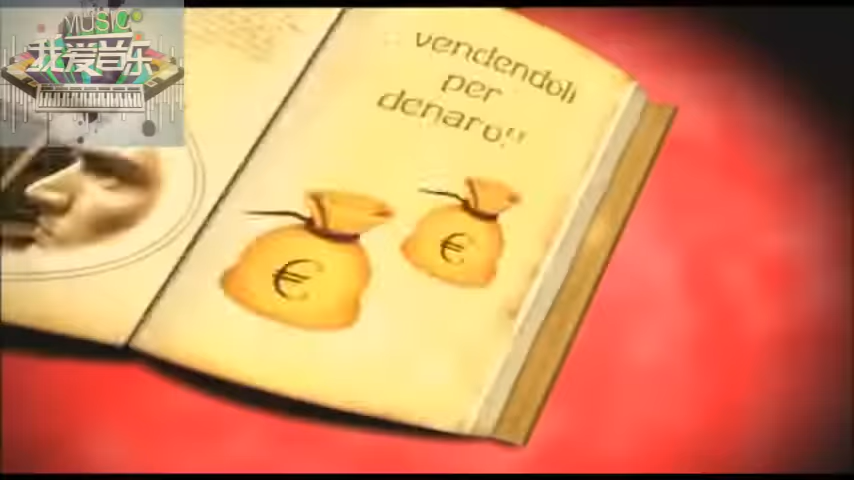 MUSIC
我爱音乐
vendendoli
per
denaro!!
€
€